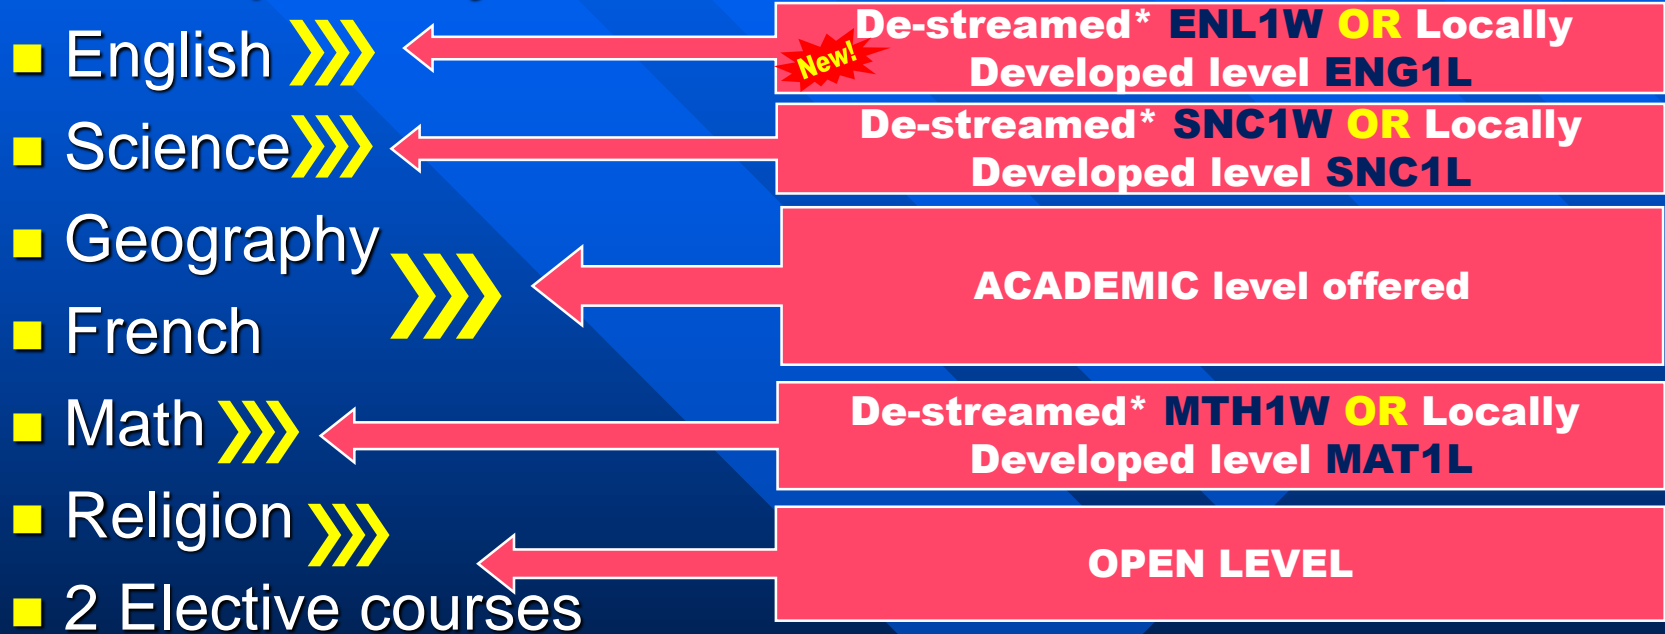 English
De-streamed* ENL1W OR Locally
Developed level ENG1L
New!
Science
De-streamed* SNC1W OR Locally
Developed level SNC1L
Geography
French
ACADEMIC level offered
Math
De-streamed* MTH1W OR Locally
Developed level MAT1L
Religion
2 Elective courses
OPEN LEVEL